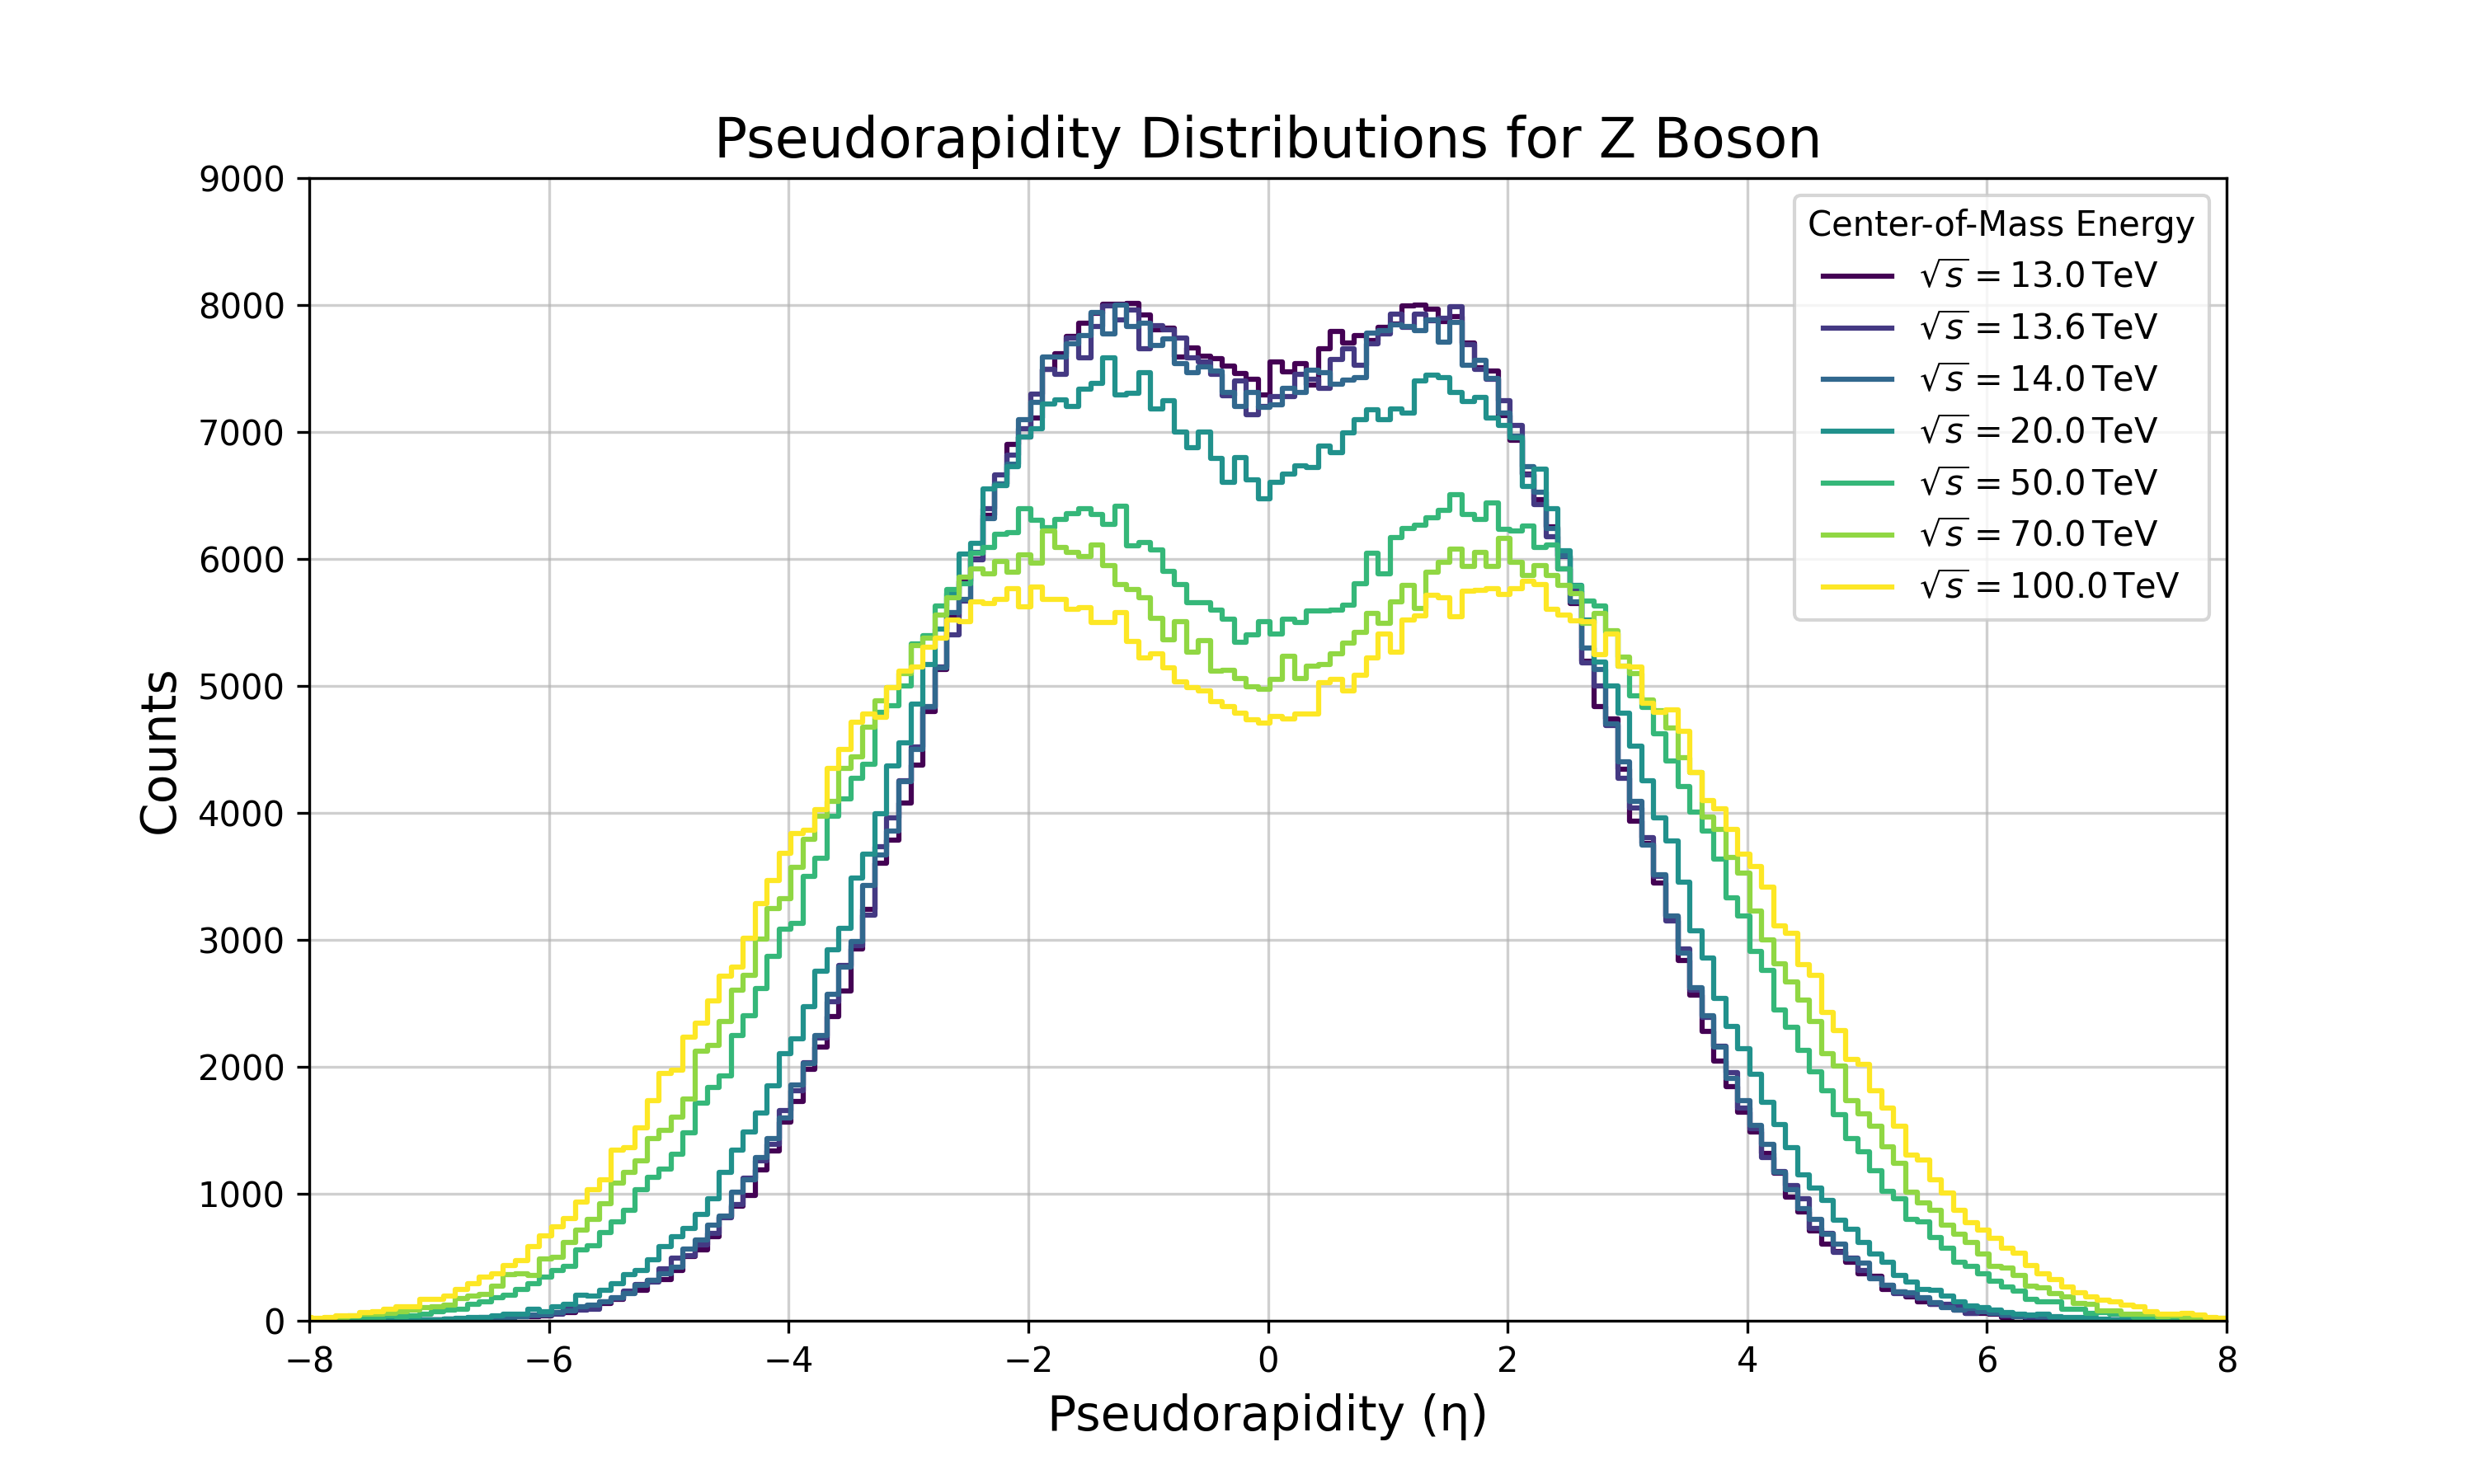 Pseudorapidity Distributions for Z Boson
9000
8000
7000
6000
5000
4000
3000
2000
1000
0
Counts
−8 −6 −4 −2 0 2 4 6 8
Pseudorapidity (η)
Center-of-Mass Energy
√s = 13.0 TeV
√s = 13.6 TeV
√s = 14.0 TeV
√s = 20.0 TeV
√s = 50.0 TeV
√s = 70.0 TeV
√s = 100.0 TeV